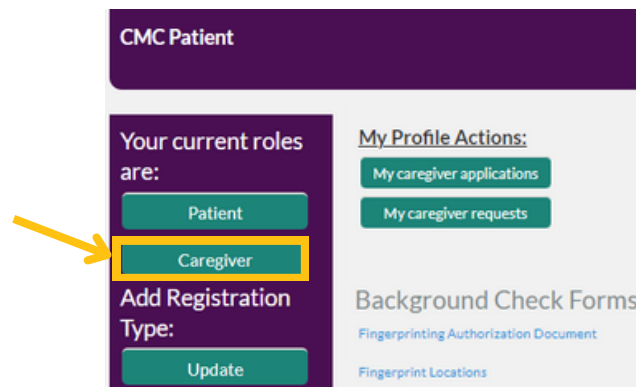 CMC Patient
Your current roles
are:
Patient
Caregiver
Add Registration
Type:
Update
My Profile Actions:
My caregiver applications
My caregiver requests
Background Check Forms
Fingerprinting Authorization Document
Fingerprint Locations